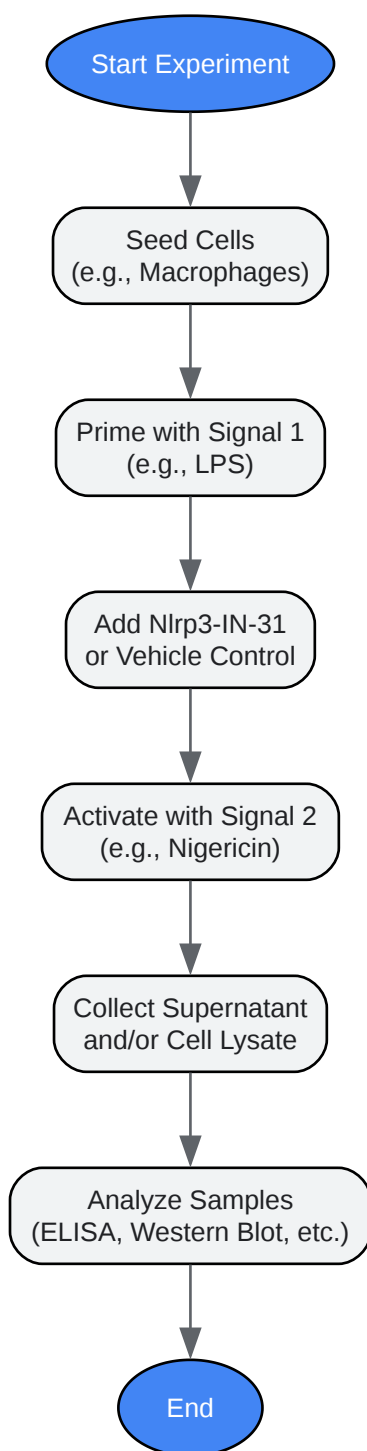 Start Experiment
Seed Cells
(e.g., Macrophages)
Prime with Signal 1
(e.g., LPS)
Add Nlrp3-IN-31
or Vehicle Control
Activate with Signal 2
(e.g., Nigericin)
Collect Supernatant
and/or Cell Lysate
Analyze Samples
(ELISA, Western Blot, etc.)
End